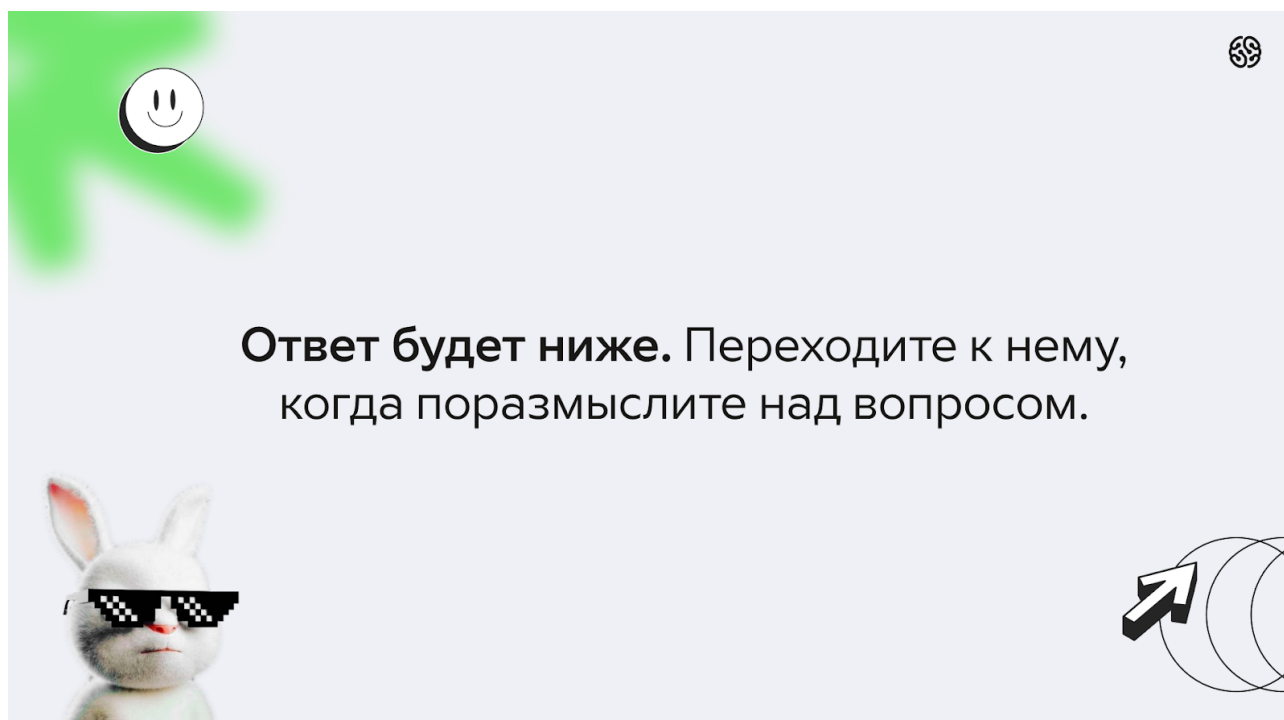 Ответ будет ниже. Переходите к нему,
когда поразмыслите над вопросом.